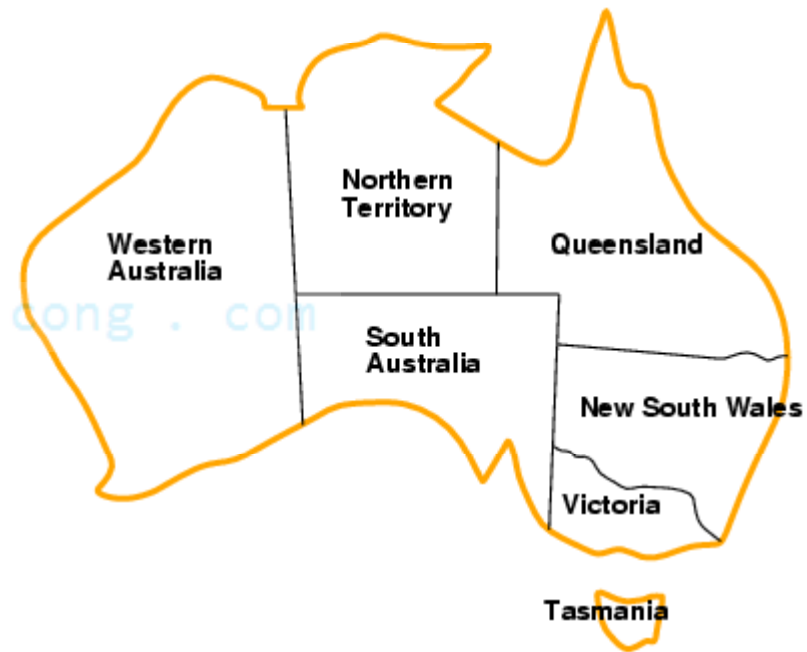 Northern
Territory
Western
Australia
Queensland
cong . com
South
Australia
New South Wales
Victoria
Tasmania